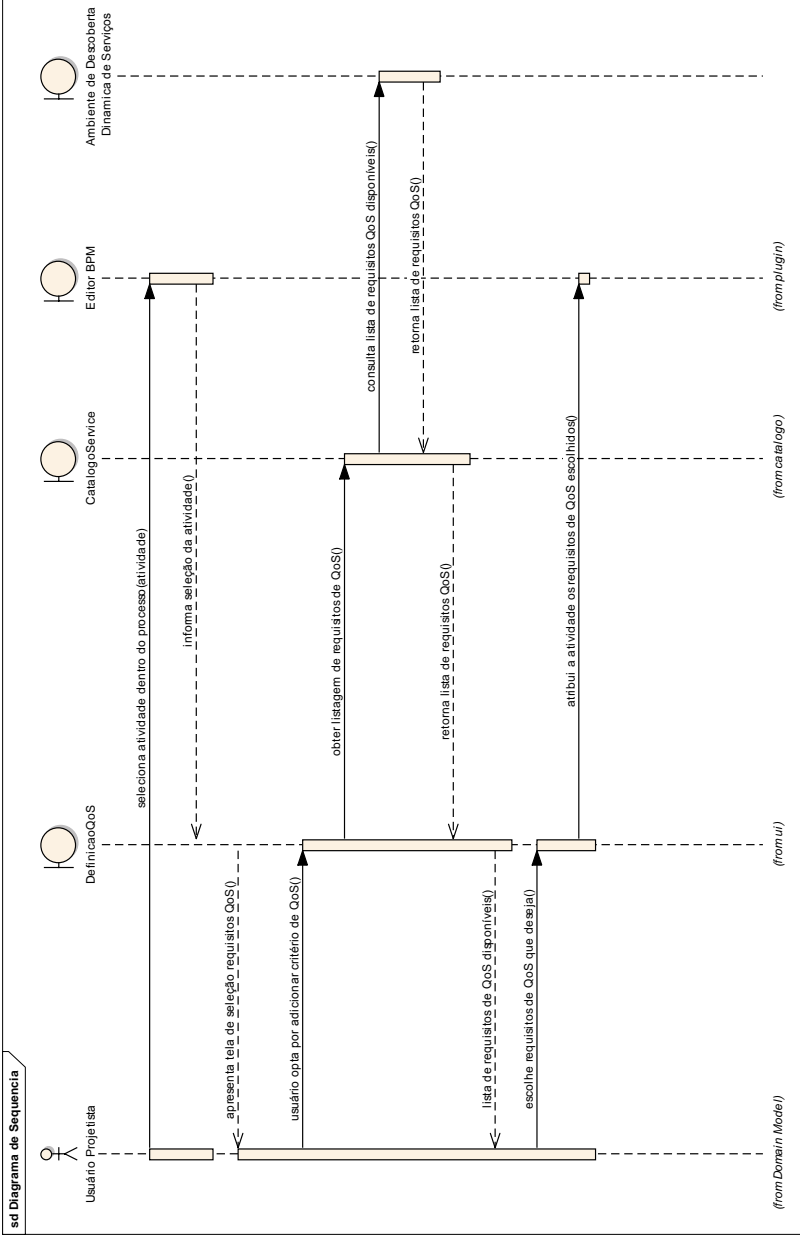 sd Diagrama de Sequencia
Usuário Projetista
DefinicaoQoS
CatalogoService
Editor BPM
Ambiente de Descoberta
Dinamica de Serviços
seleciona atividade dentro do processo(atividade)
informa seleção da atividade()
apresenta tela de seleção requisitos QoS()
usuário opta por adicionar critério de QoS()
obter listagem de requisitos de QoS()
consulta lista de requisitos QoS disponíveis()
retorna lista de requisitos QoS()
retorna lista de requisitos QoS()
lista de requisitos de QoS disponíveis()
escolhe requisitos de QoS que deseja()
atribui a atividade os requisitos de QoS escolhidos()
(from Domain Model)
(from ui)
(from catalogo)
(from plugin)